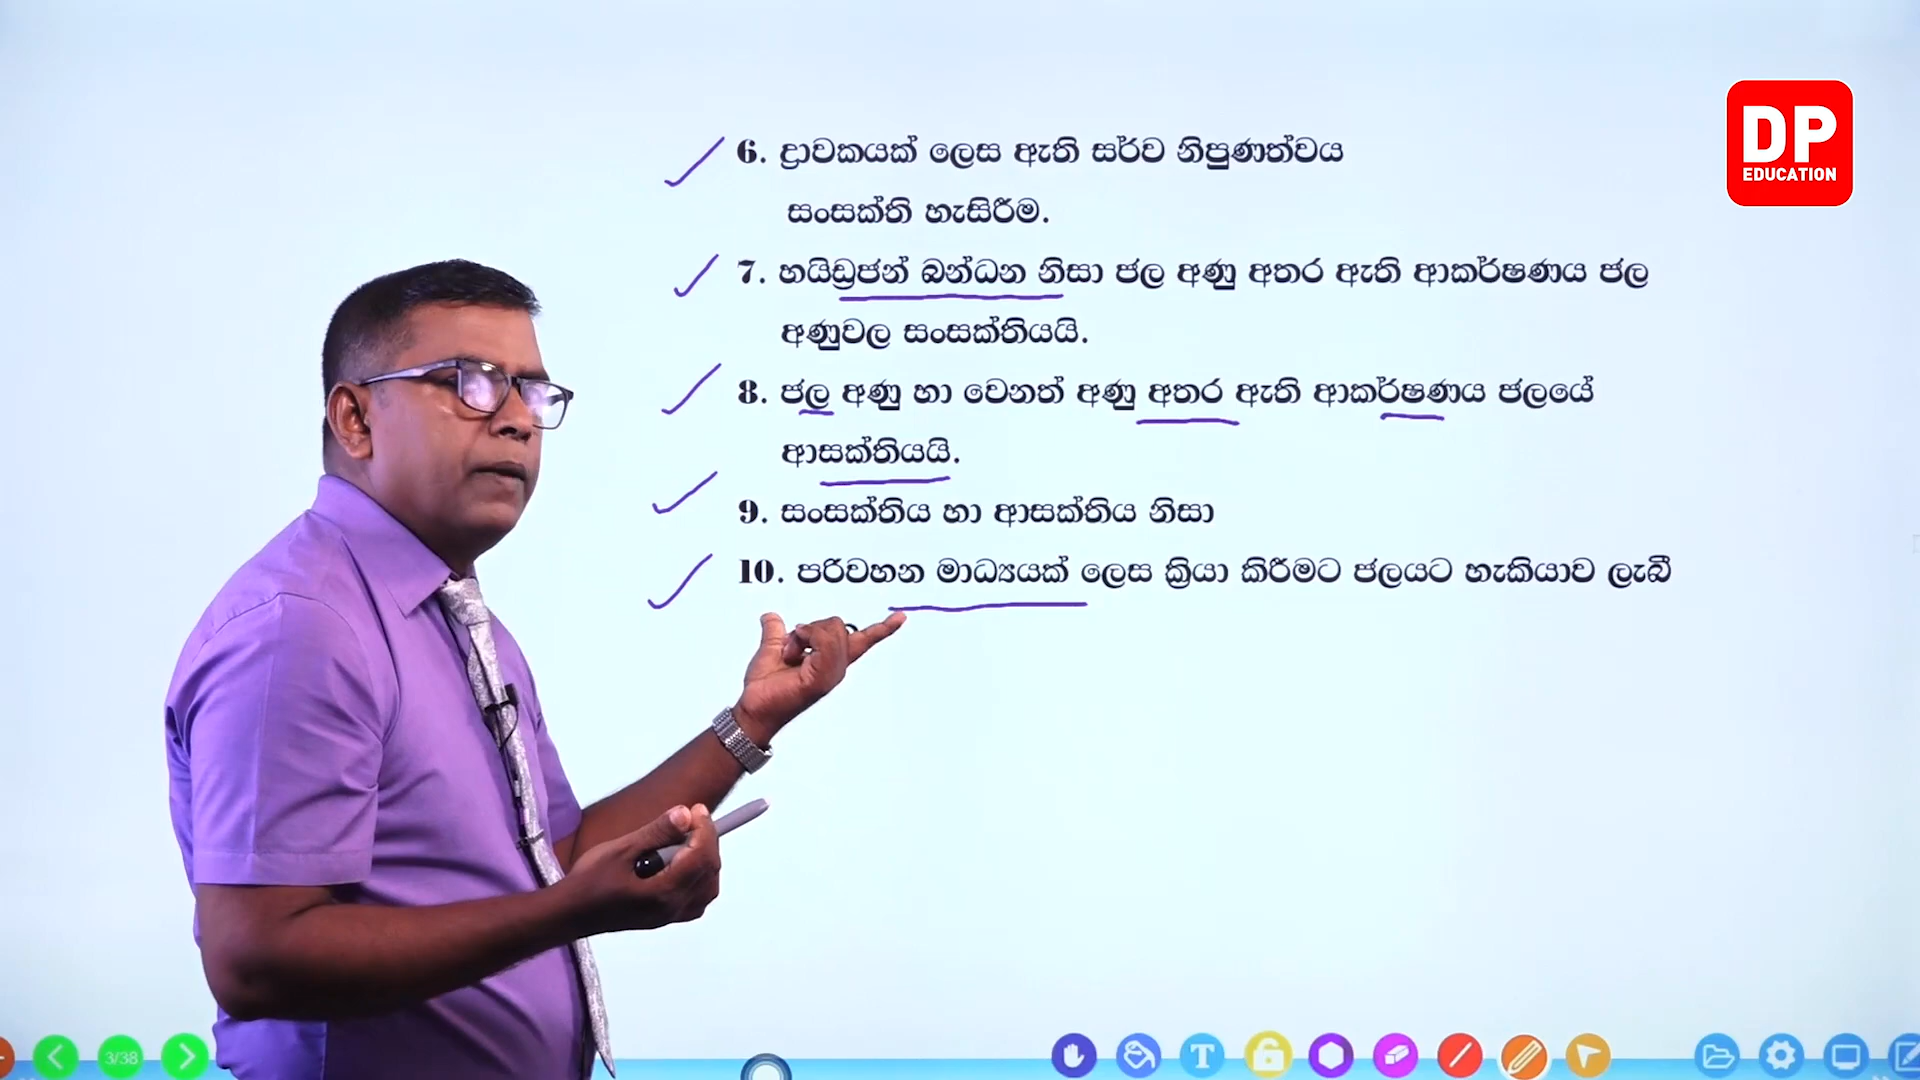 DP
EDUCATION
6. ද්‍රාවකයක් ලෙස ඇති සර්ව නිපුණත්වය
සංසක්ති හැසිරීම.
7. හයිඩ්‍රජන් බන්ධන නිසා ජල අණු අතර ඇති ආකර්ෂණය ජල
අණුවල සංසක්තියයි.
8. ජල අණු හා වෙනත් අණු අතර ඇති ආකර්ෂණය ජලයේ
ආසක්තියයි.
9. සංසක්තිය හා ආසක්තිය නිසා
10. පරිවහන මාධ්‍යයක් ලෙස ක්‍රියා කිරීමට ජලයට හැකියාව ලැබී
3/38
T